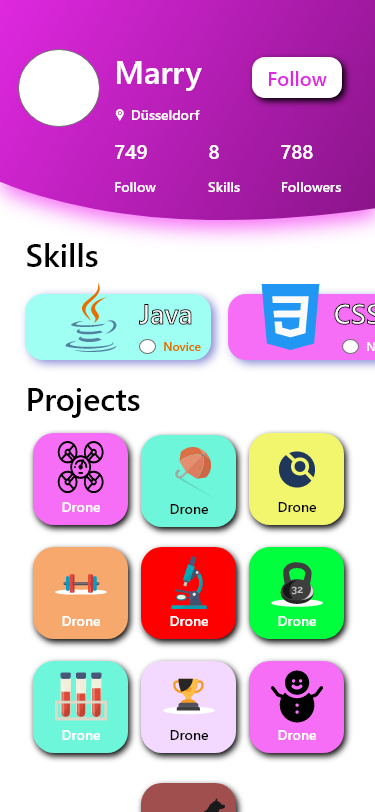 Marry
Follow
Düsseldorf
749 8 788
Follow Skills Followers
Skills
Java CSS
Novice N
Projects
Drone Drone Drone
Drone Drone 32 Drone
Drone Drone Drone